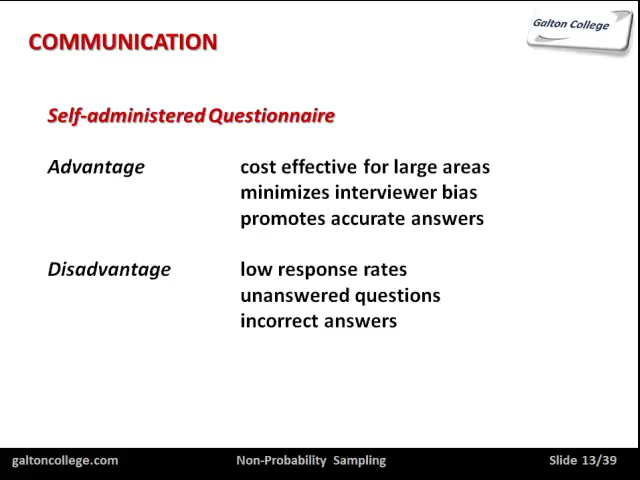 COMMUNICATION
Galton College
Self-administered Questionnaire
Advantage cost effective for large areas
minimizes interviewer bias
promotes accurate answers
Disadvantage low response rates
unanswered questions
incorrect answers
galtoncollege.com Non-Probability Sampling Slide 13/39